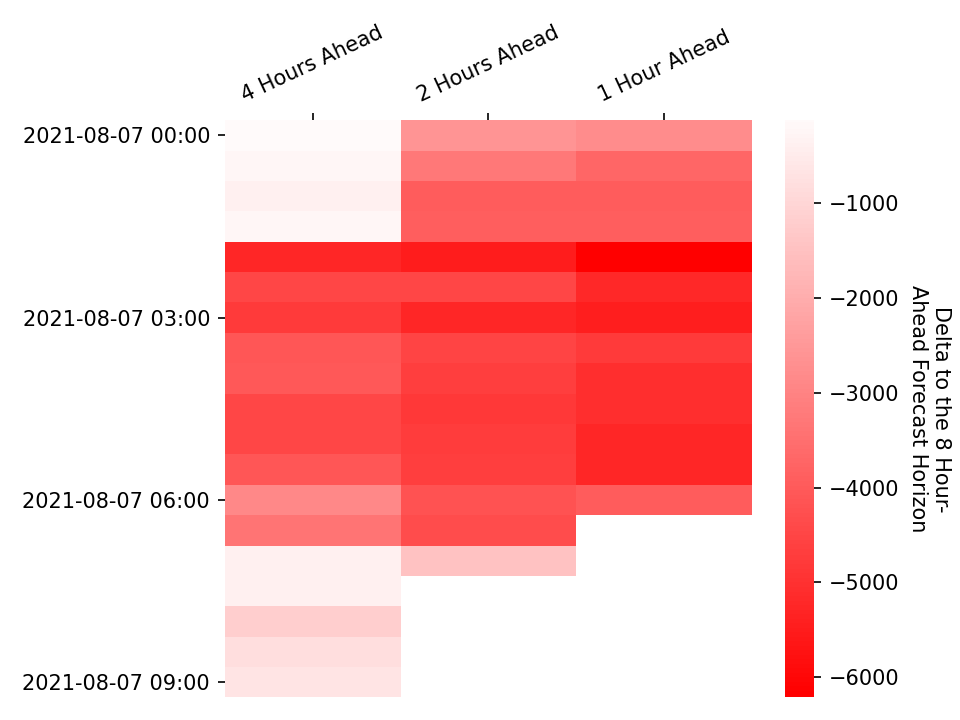 4 Hours Ahead
2 Hours Ahead
1 Hour Ahead
2021-08-07 00:00
2021-08-07 03:00
2021-08-07 06:00
2021-08-07 09:00
−1000
−2000
−3000
−4000
−5000
−6000
Delta to the 8 Hour-
Ahead Forecast Horizon